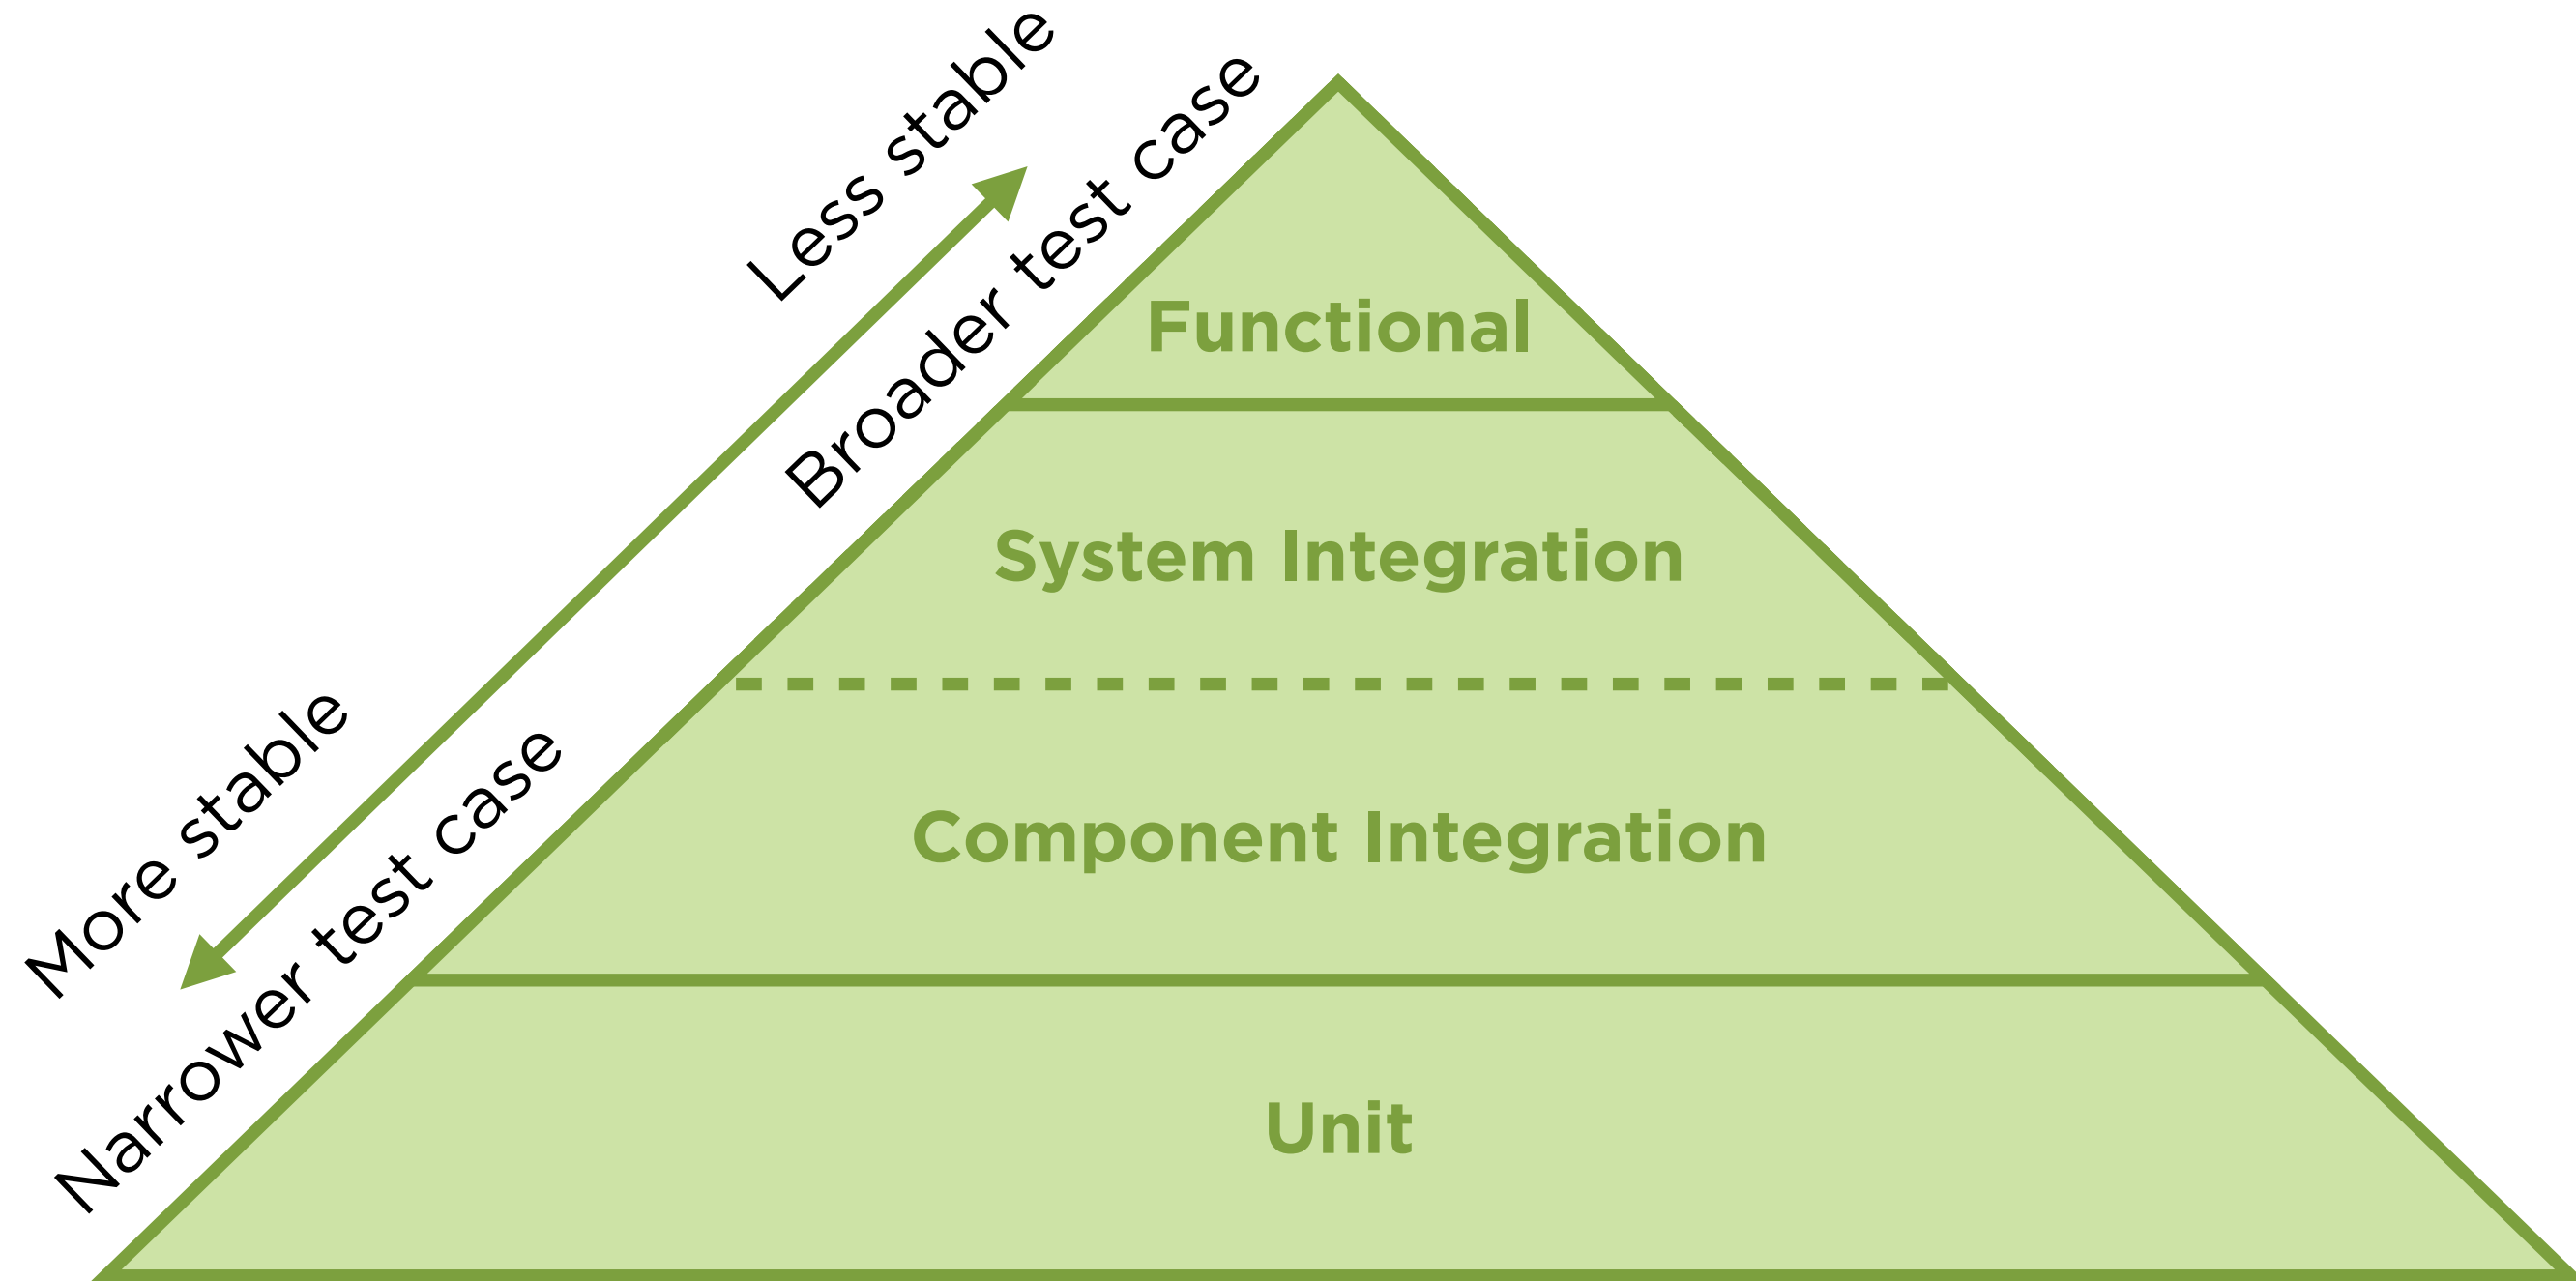 Less stable
Broader test case
Functional
System Integration
More stable
Narrower test case
Component Integration
Unit